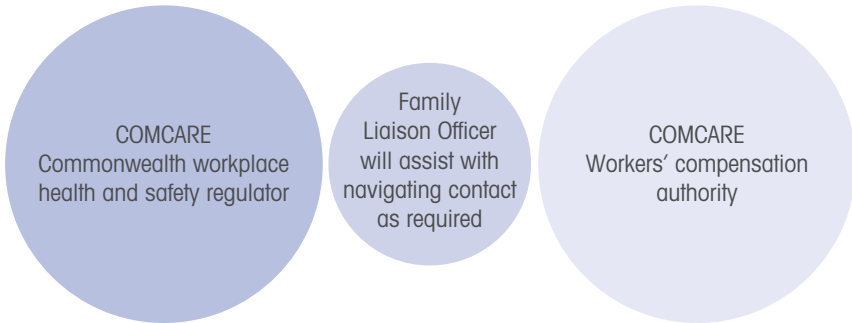 COMCARE
Commonwealth workplace
health and safety regulator
Family
Liaison Officer
will assist with
navigating contact
as required
COMCARE
Workers’ compensation
authority